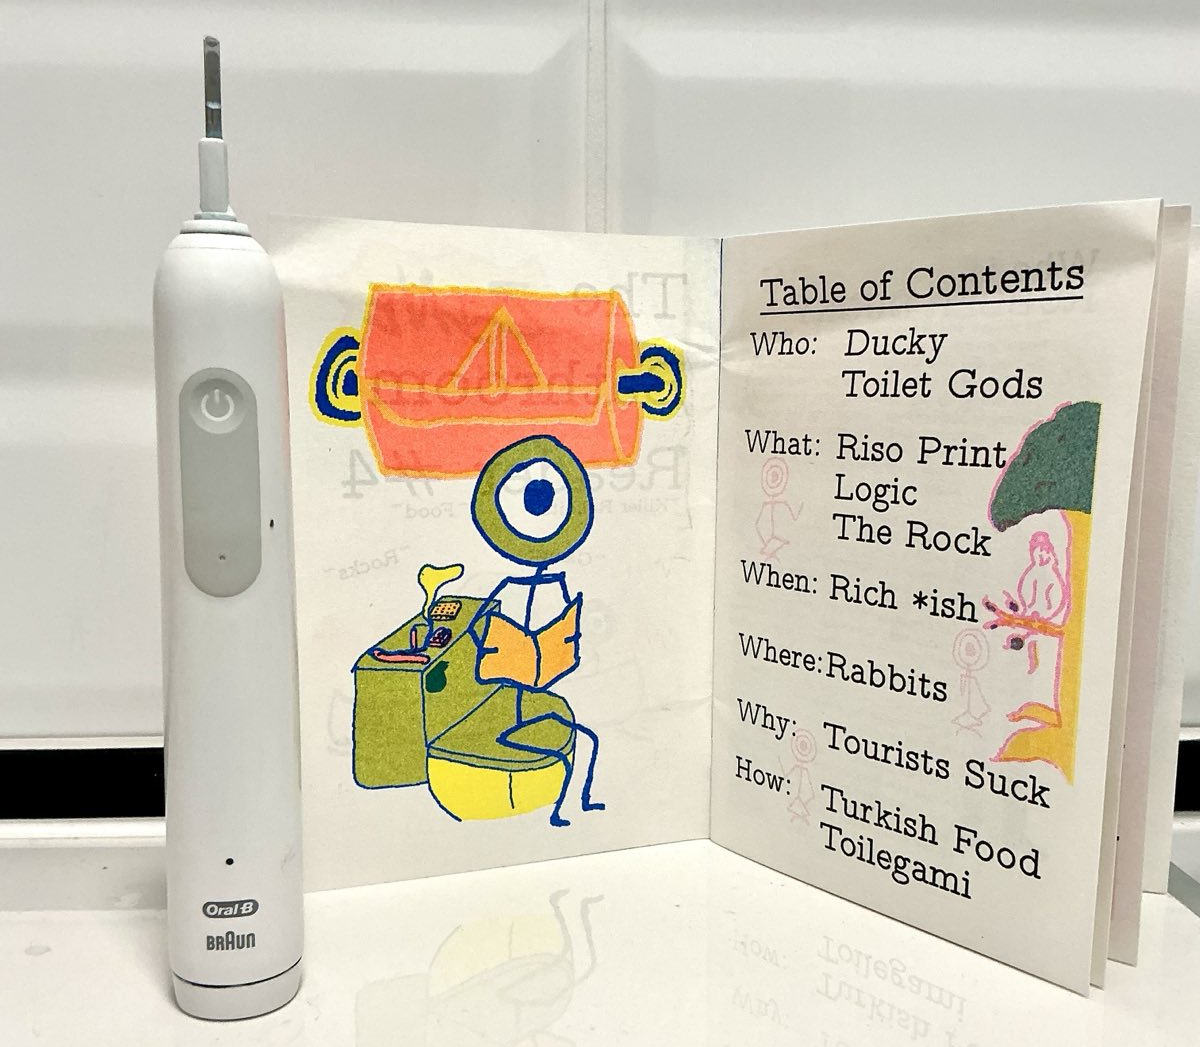 Oral-B
BRAUN
Table of Contents
Who: Ducky
Toilet Gods
What: Riso Print
Logic
The Rock
When: Rich *ish
Where: Rabbits
Why: Tourists Suck
How: Turkish Food
Toilegami